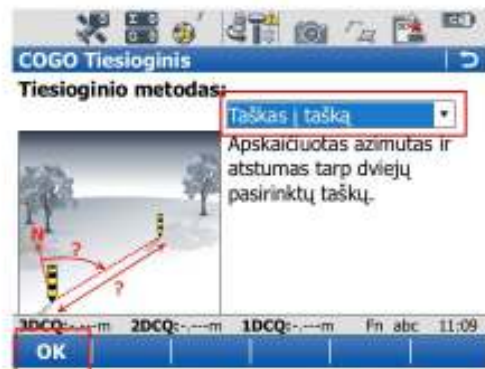 COGO Tiesioginis
Tiesioginio metodas:
Taškas į tašką
Apskaičiuotas azimutas ir
atstumas tarp dviejų
pasirinktų taškų.
N
?
?
3DCQ:-.---m 2DCQ:-.---m 1DCQ:-.---m Fn abc 11:09
OK